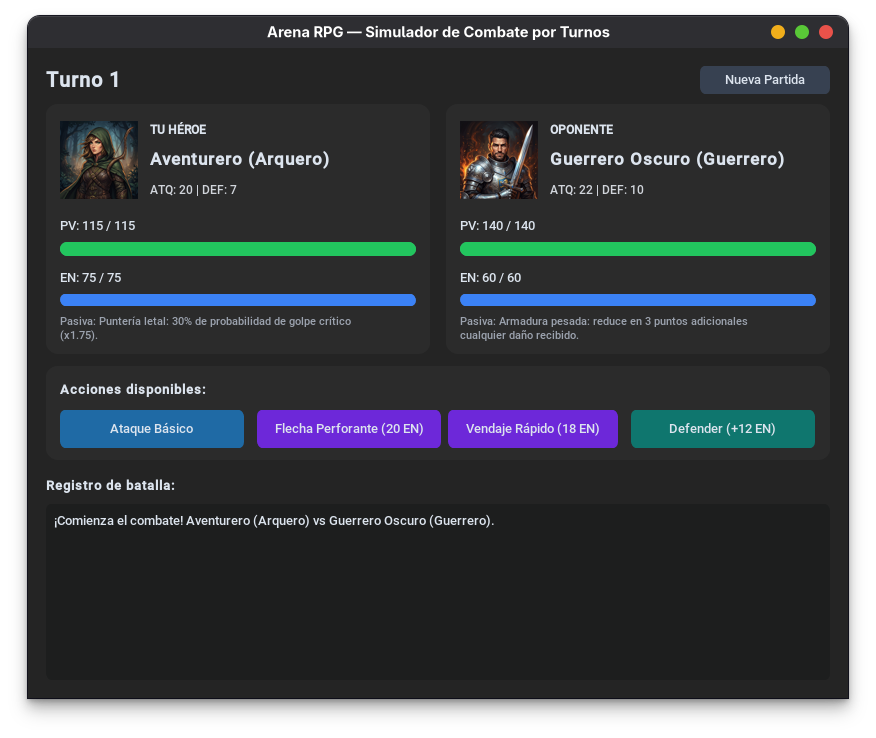 Arena RPG — Simulador de Combate por Turnos
Turno 1
Nueva Partida
TU HÉROE
Aventurero (Arquero)
ATQ: 20 | DEF: 7
PV: 115 / 115
EN: 75 / 75
Pasiva: Puntería letal: 30% de probabilidad de golpe crítico
(x1.75).
OPONENTE
Guerrero Oscuro (Guerrero)
ATQ: 22 | DEF: 10
PV: 140 / 140
EN: 60 / 60
Pasiva: Armadura pesada: reduce en 3 puntos adicionales
cualquier daño recibido.
Acciones disponibles:
Ataque Básico
Flecha Perforante (20 EN)
Vendaje Rápido (18 EN)
Defender (+12 EN)
Registro de batalla:
¡Comienza el combate! Aventurero (Arquero) vs Guerrero Oscuro (Guerrero).